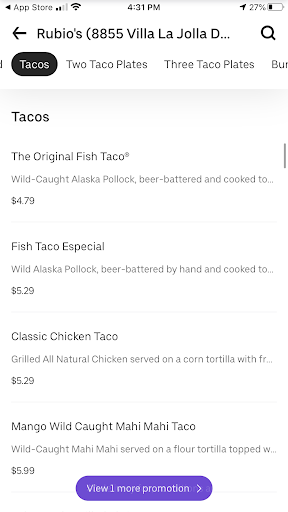 App Store
4:31 PM
27%
Rubio's (8855 Villa La Jolla D...
Tacos
Two Taco Plates
Three Taco Plates
Bu
Tacos
The Original Fish Taco®
Wild-Caught Alaska Pollock, beer-battered and cooked to...
$4.79
Fish Taco Especial
Wild Alaska Pollock, beer-battered by hand and cooked to...
$5.29
Classic Chicken Taco
Grilled All Natural Chicken served on a corn tortilla with fr...
$5.29
Mango Wild Caught Mahi Mahi Taco
Wild-Caught Mahi Mahi served on a flour tortilla topped w...
$5.99
View 1 more promotion